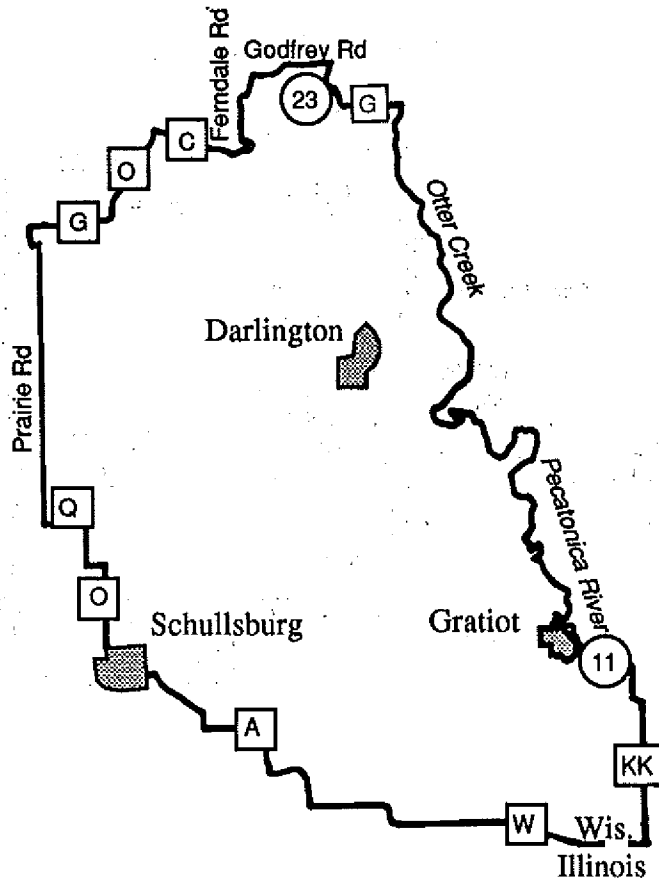 Godfrey Rd
Ferndale Rd
23
G
C
O
G
Otter Creek
Darlington
Prairie Rd
Pecatonica River
Q
O
Schullsburg
Gratiot
11
A
KK
W
Wis.
Illinois